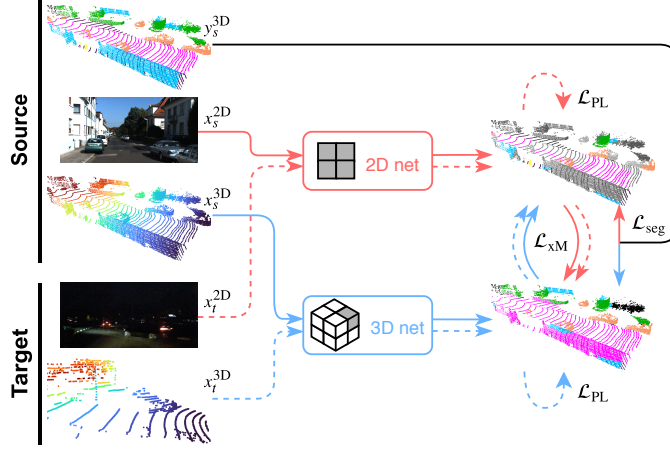 Source
y_s^{3D}
x_s^{2D}
x_s^{3D}
Target
x_t^{2D}
x_t^{3D}
2D net
3D net
ℒ_PL
ℒ_xM
ℒ_seg
ℒ_PL